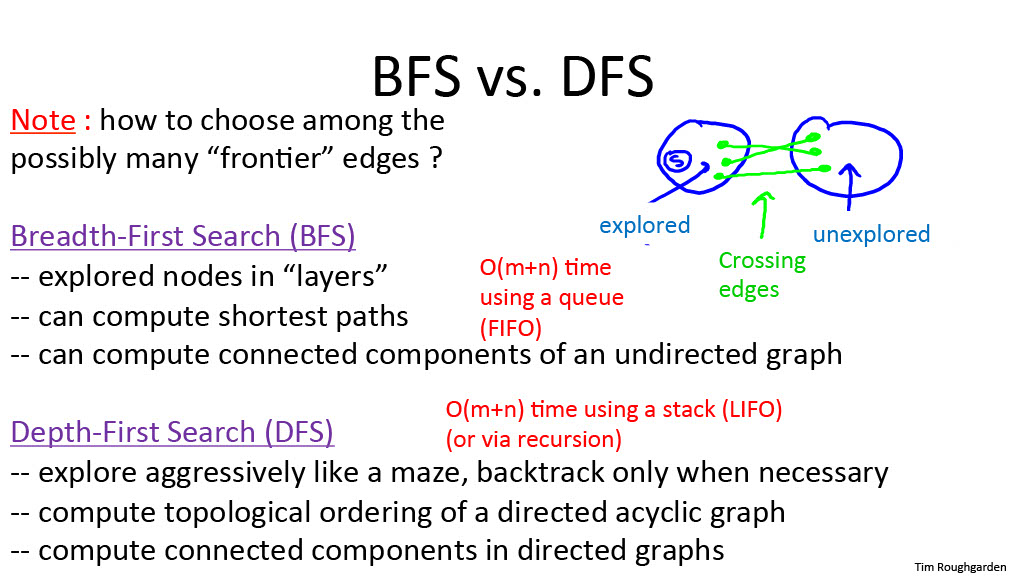 BFS vs. DFS
Note : how to choose among the
possibly many “frontier” edges ?
S
explored
unexplored
Crossing
edges
Breadth-First Search (BFS)
-- explored nodes in “layers”
-- can compute shortest paths
-- can compute connected components of an undirected graph
O(m+n) time
using a queue
(FIFO)
Depth-First Search (DFS)
O(m+n) time using a stack (LIFO)
(or via recursion)
-- explore aggressively like a maze, backtrack only when necessary
-- compute topological ordering of a directed acyclic graph
-- compute connected components in directed graphs
Tim Roughgarden